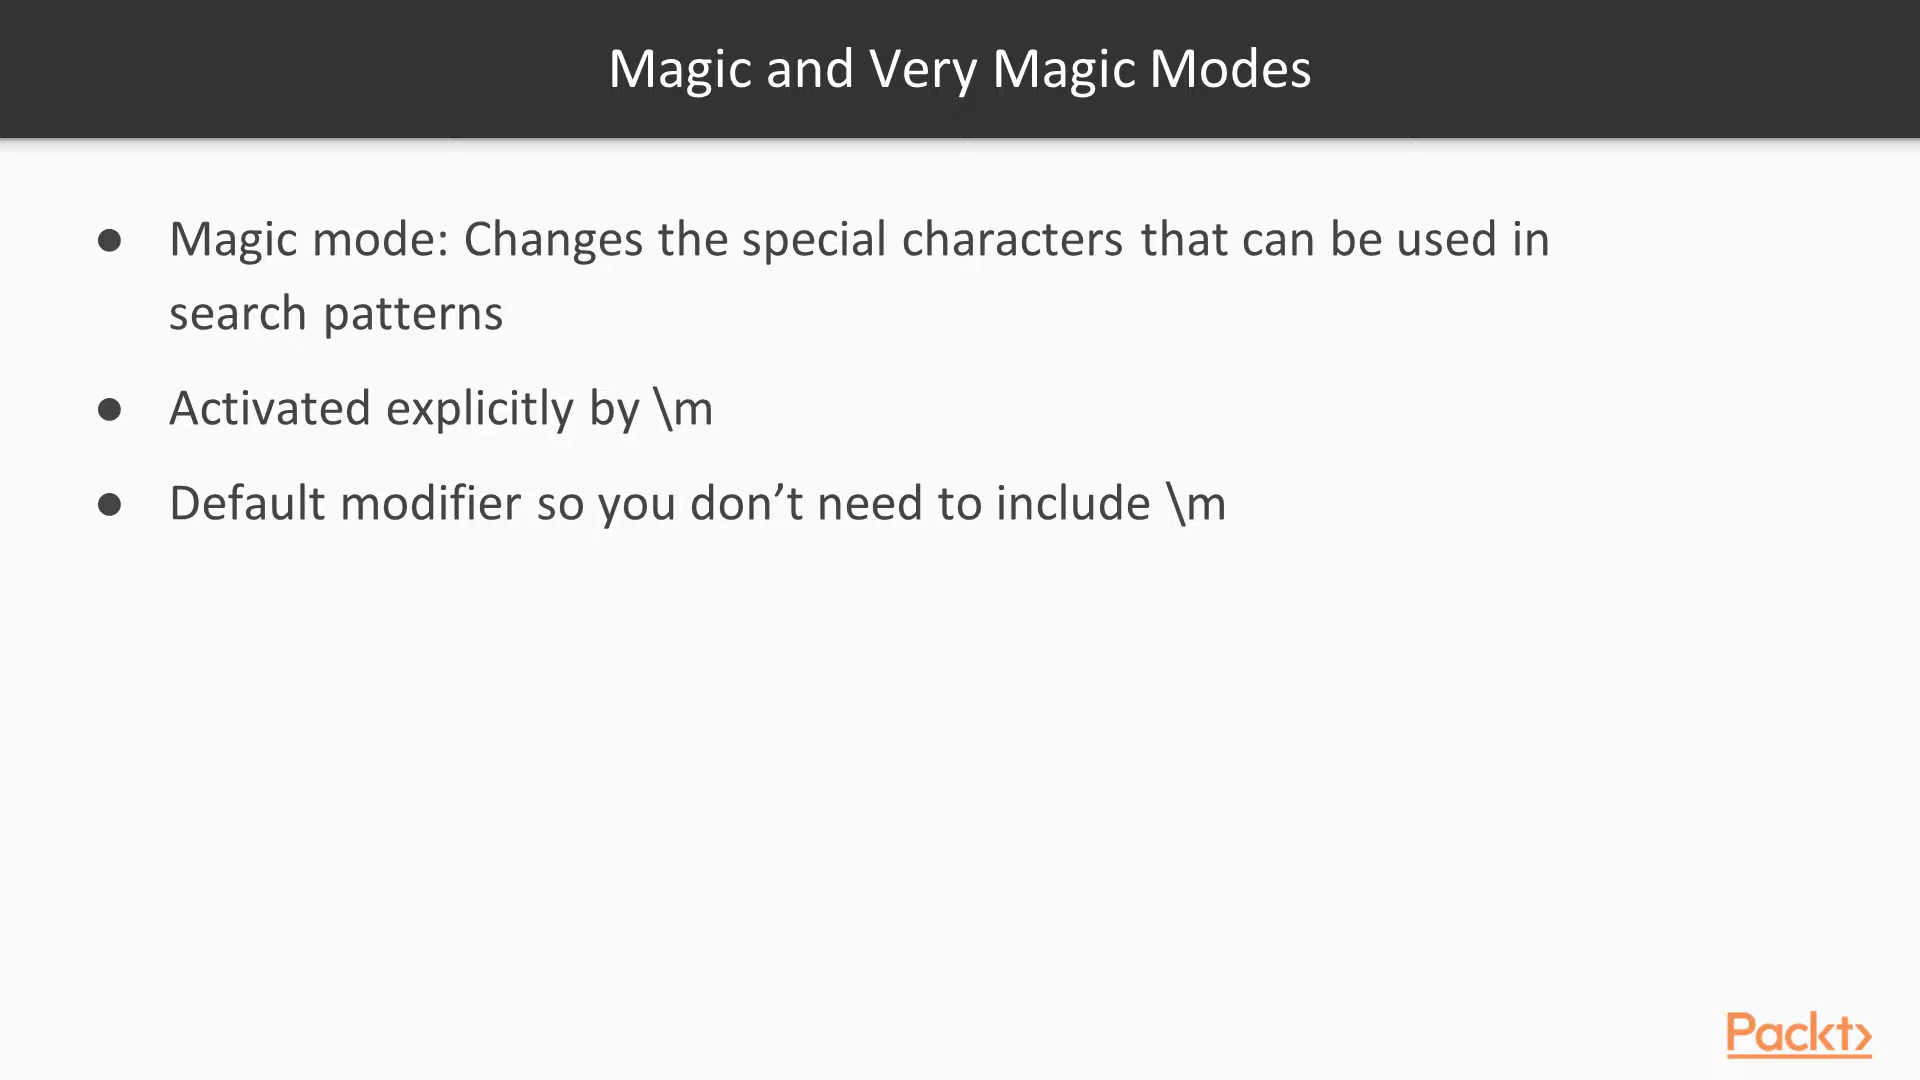 Magic and Very Magic Modes
● Magic mode: Changes the special characters that can be used in
search patterns
● Activated explicitly by \m
● Default modifier so you don’t need to include \m
Packt>